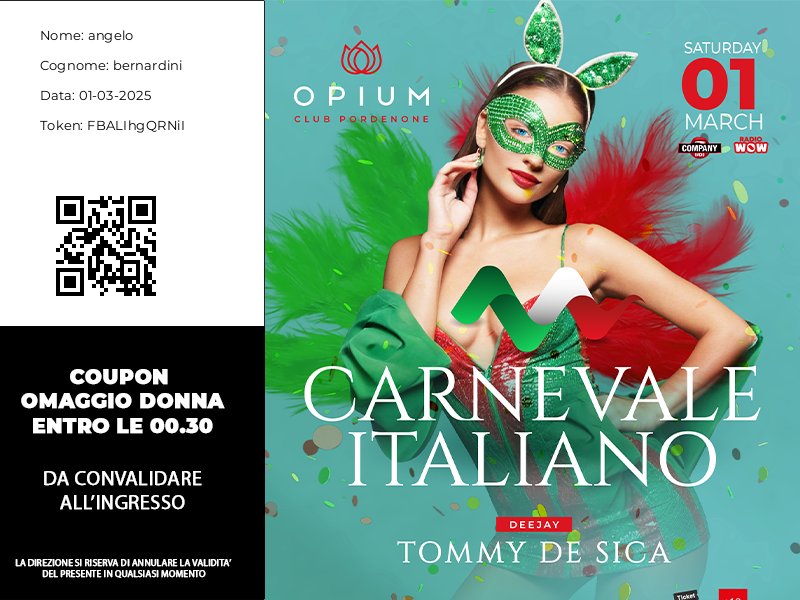 Nome: angelo
Cognome: bernardini
Data: 01-03-2025
Token: FBALIhgQRNiI
COUPON
OMAGGIO DONNA
ENTRO LE 00.30
DA CONVALIDARE
ALL'INGRESSO
LA DIREZIONE SI RISERVA DI ANNULARE LA VALIDITA'
DEL PRESENTE IN QUALSIASI MOMENTO
OPIUM
CLUB PORDENONE
SATURDAY
01
MARCH
COMPANY
RADIO
WOW
CARNEVALE
ITALIANO
DEEJAY
TOMMY DE SICA
Ticket